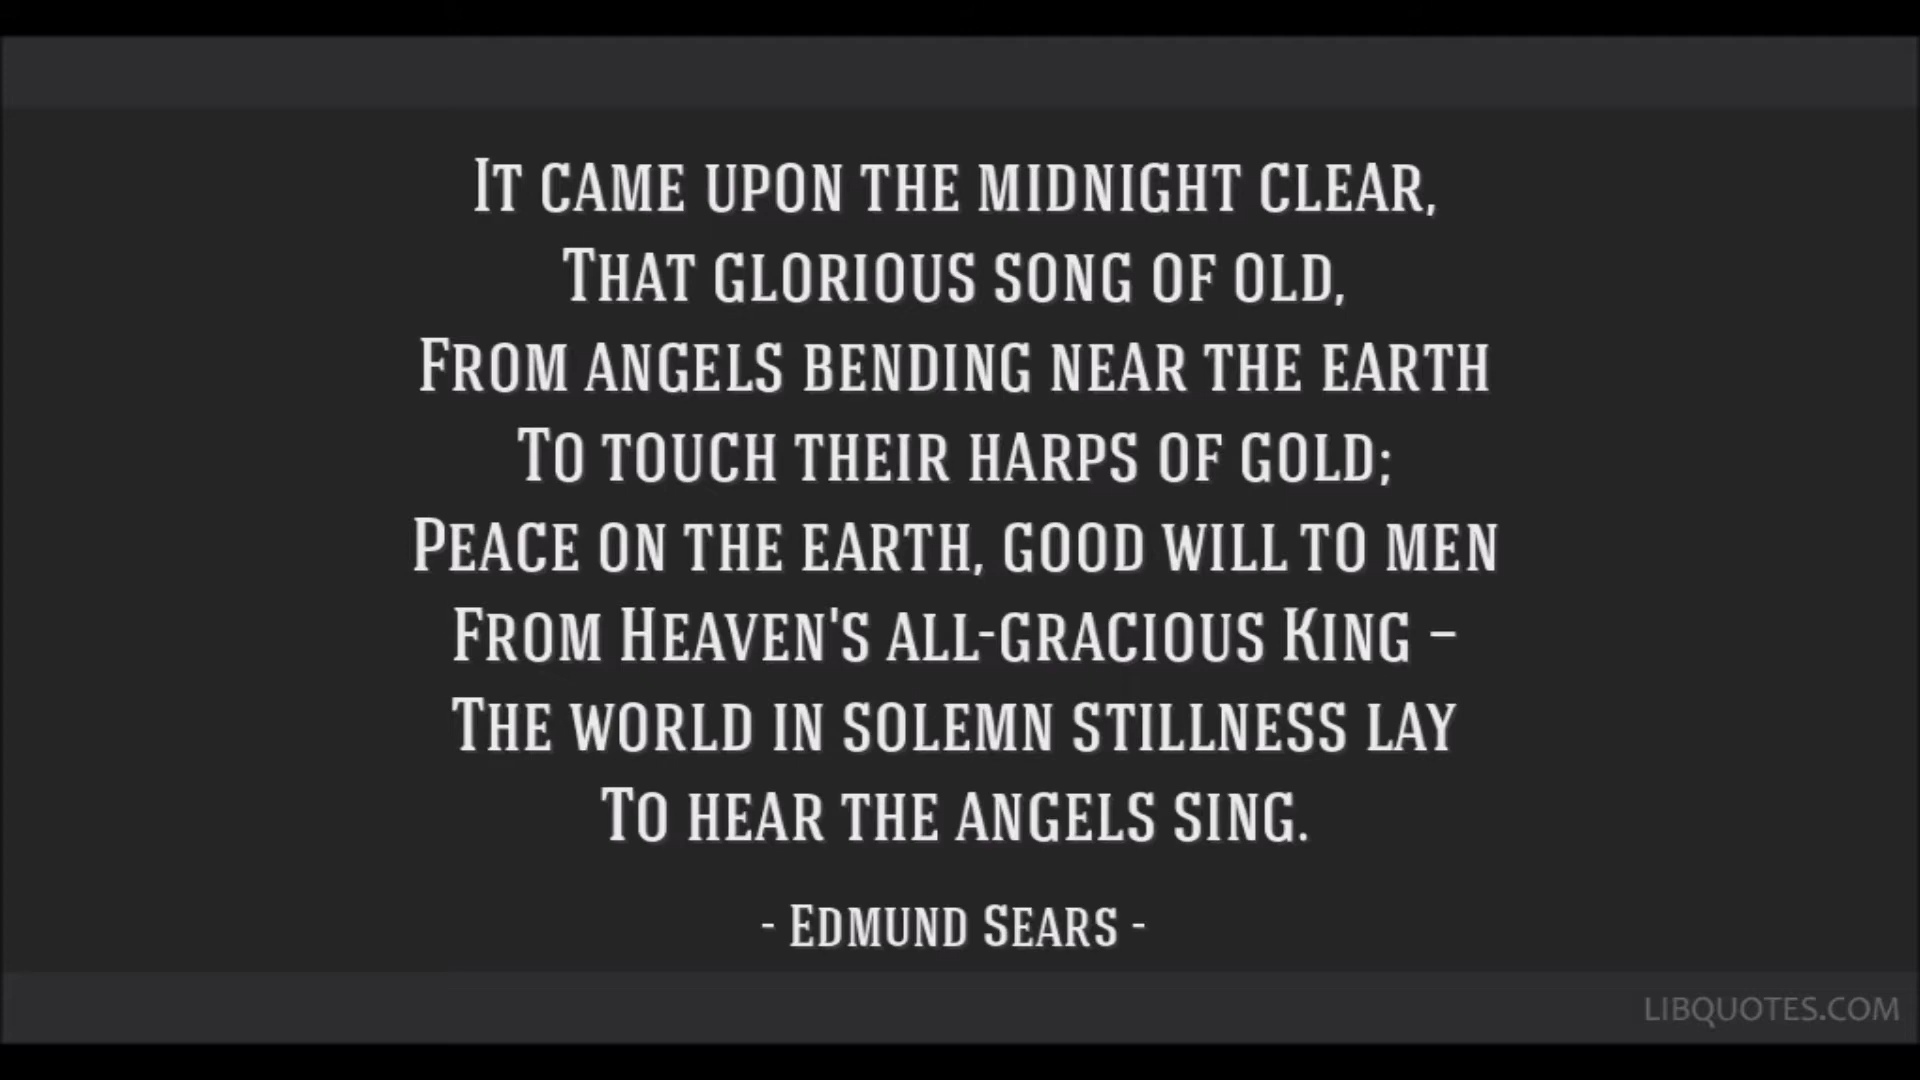 It came upon the midnight clear,
That glorious song of old,
From angels bending near the earth
To touch their harps of gold;
Peace on the earth, good will to men
From Heaven's all-gracious King –
The world in solemn stillness lay
To hear the angels sing.
- Edmund Sears -
LIBQUOTES.COM